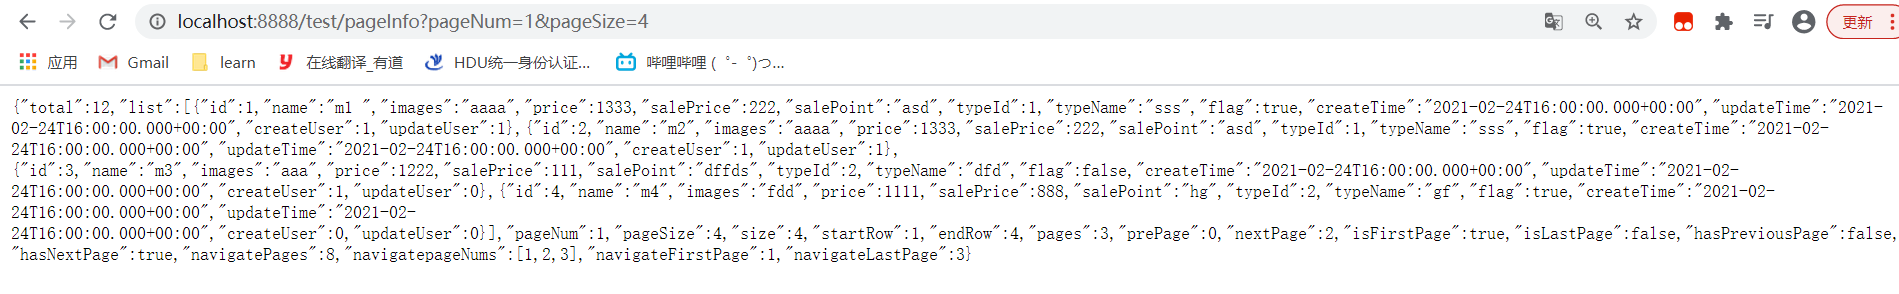 localhost:8888/test/pageInfo?pageNum=1&pageSize=4
更新
应用 Gmail learn 在线翻译_有道 HDU统一身份认证... 哔哩哔哩 ( ゜- ゜)つ...
{"total":12,"list":[{"id":1,"name":"m1 ","images":"aaaa","price":1333,"salePrice":222,"salePoint":"asd","typeId":1,"typeName":"sss","flag":true,"createTime":"2021-02-24T16:00:00.000+00:00","updateTime":"2021-
02-24T16:00:00.000+00:00","createUser":1,"updateUser":1},{"id":2,"name":"m2","images":"aaaa","price":1333,"salePrice":222,"salePoint":"asd","typeId":1,"typeName":"sss","flag":true,"createTime":"2021-02-
24T16:00:00.000+00:00","updateTime":"2021-02-24T16:00:00.000+00:00","createUser":1,"updateUser":1},
{"id":3,"name":"m3","images":"aaa","price":1222,"salePrice":111,"salePoint":"dffds","typeId":2,"typeName":"dfd","flag":false,"createTime":"2021-02-24T16:00:00.000+00:00","updateTime":"2021-02-
24T16:00:00.000+00:00","createUser":1,"updateUser":0},{"id":4,"name":"m4","images":"fdd","price":1111,"salePrice":888,"salePoint":"hg","typeId":2,"typeName":"gf","flag":true,"createTime":"2021-02-
24T16:00:00.000+00:00","updateTime":"2021-02-
24T16:00:00.000+00:00","createUser":0,"updateUser":0}],"pageNum":1,"pageSize":4,"size":4,"startRow":1,"endRow":4,"pages":3,"prePage":0,"nextPage":2,"isFirstPage":true,"isLastPage":false,"hasPreviousPage":false,
"hasNextPage":true,"navigatePages":8,"navigatepageNums":[1,2,3],"navigateFirstPage":1,"navigateLastPage":3}